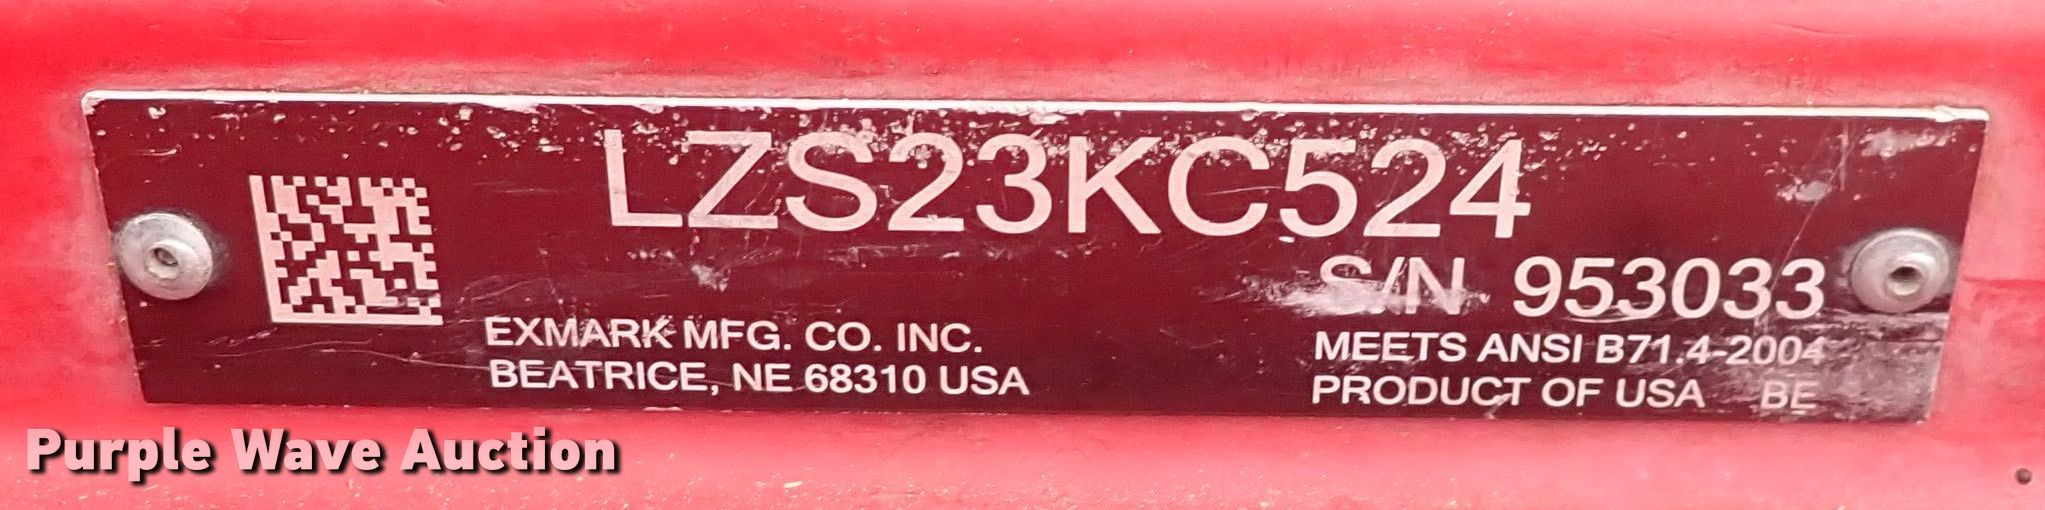 LZS23KC524
S/N 953033
EXMARK MFG. CO. INC.
BEATRICE, NE 68310 USA
MEETS ANSI B71.4-2004
PRODUCT OF USA BE
Purple Wave Auction